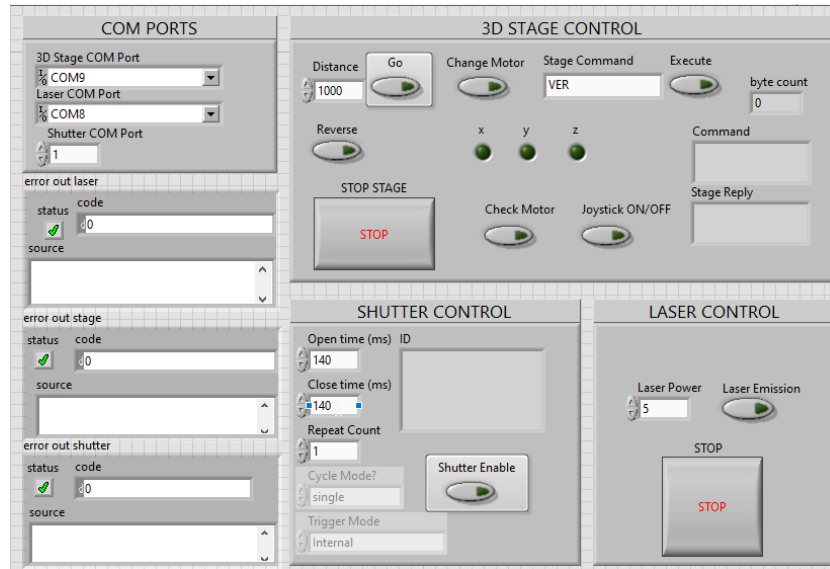 COM PORTS
3D Stage COM Port
COM9
Laser COM Port
COM8
Shutter COM Port
1
error out laser
status code
0
source
error out stage
status code
0
source
error out shutter
status code
0
source
3D STAGE CONTROL
Distance Go Change Motor Stage Command Execute
1000 VER byte count
0
Reverse x y z Command
STOP STAGE Stage Reply
STOP Check Motor Joystick ON/OFF
SHUTTER CONTROL
Open time (ms) ID
140
Close time (ms)
140
Repeat Count
1
Cycle Mode? Shutter Enable
single
Trigger Mode
Internal
LASER CONTROL
Laser Power Laser Emission
5
STOP
STOP